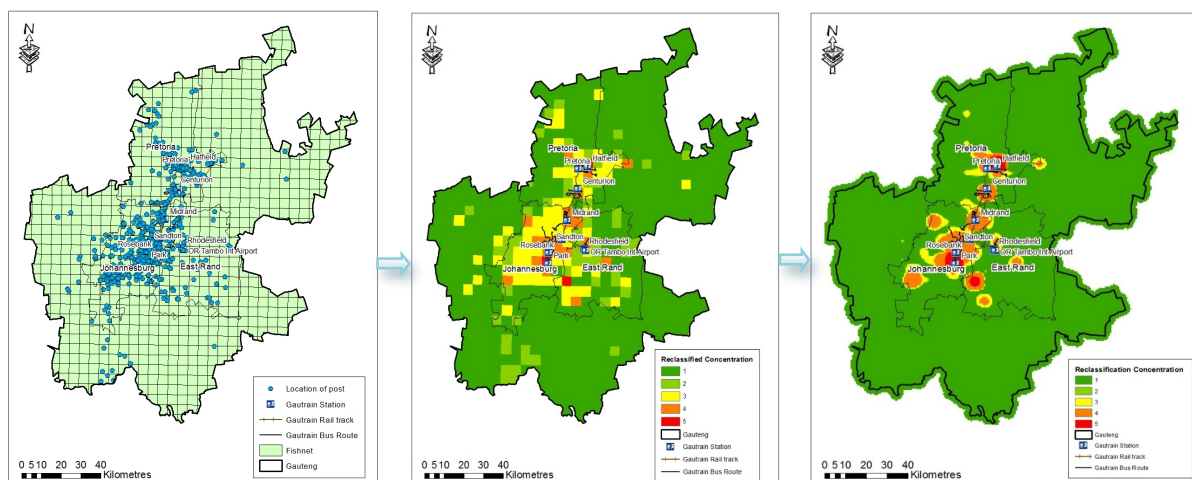 N
Pretoria
Pretoria
Hatfield
Centurion
Midrand
Sandton
Rosebank
Rhodesfield
OR Tambo Int Airport
Park
Johannesburg
East Rand
Location of post
Gautrain Station
Gautrain Rail track
Gautrain Bus Route
Fishnet
Gauteng
0 5 10 20 30 40
Kilometres
N
Pretoria
Pretoria
Hatfield
Centurion
Midrand
Sandton
Rosebank
Rhodesfield
OR Tambo Int Airport
Park
Johannesburg
East Rand
Reclassified Concentration
1
2
3
4
5
Gauteng
Gautrain Station
Gautrain Rail track
Gautrain Bus Route
0 5 10 20 30 40
Kilometres
N
Pretoria
Pretoria
Hatfield
Centurion
Midrand
Sandton
Rosebank
Rhodesfield
OR Tambo Int Airport
Park
Johannesburg
East Rand
Reclassification Concentration
1
2
3
4
5
Gauteng
Gautrain Station
Gautrain Rail track
Gautrain Bus Route
0 5 10 20 30 40
Kilometres